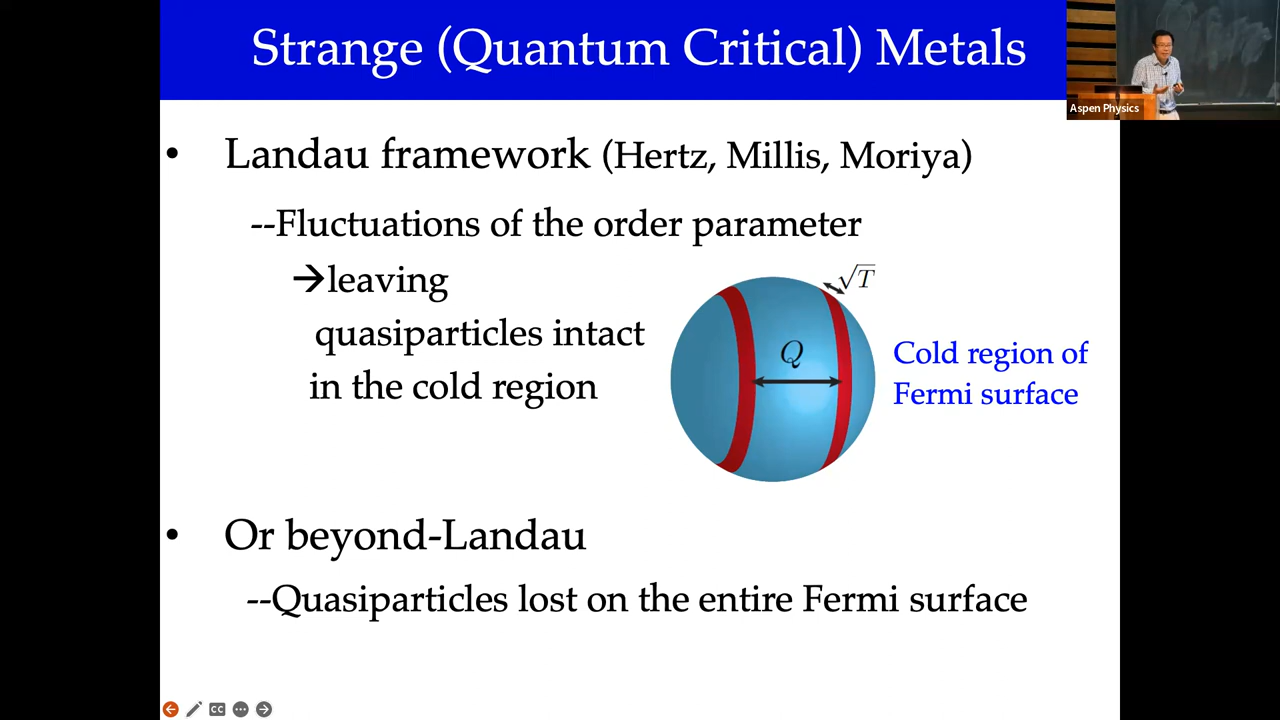 Strange (Quantum Critical) Metals
Aspen Physics
• Landau framework (Hertz, Millis, Moriya)
--Fluctuations of the order parameter
→leaving
quasiparticles intact
in the cold region
√T
Q
Cold region of
Fermi surface
• Or beyond-Landau
--Quasiparticles lost on the entire Fermi surface
CC